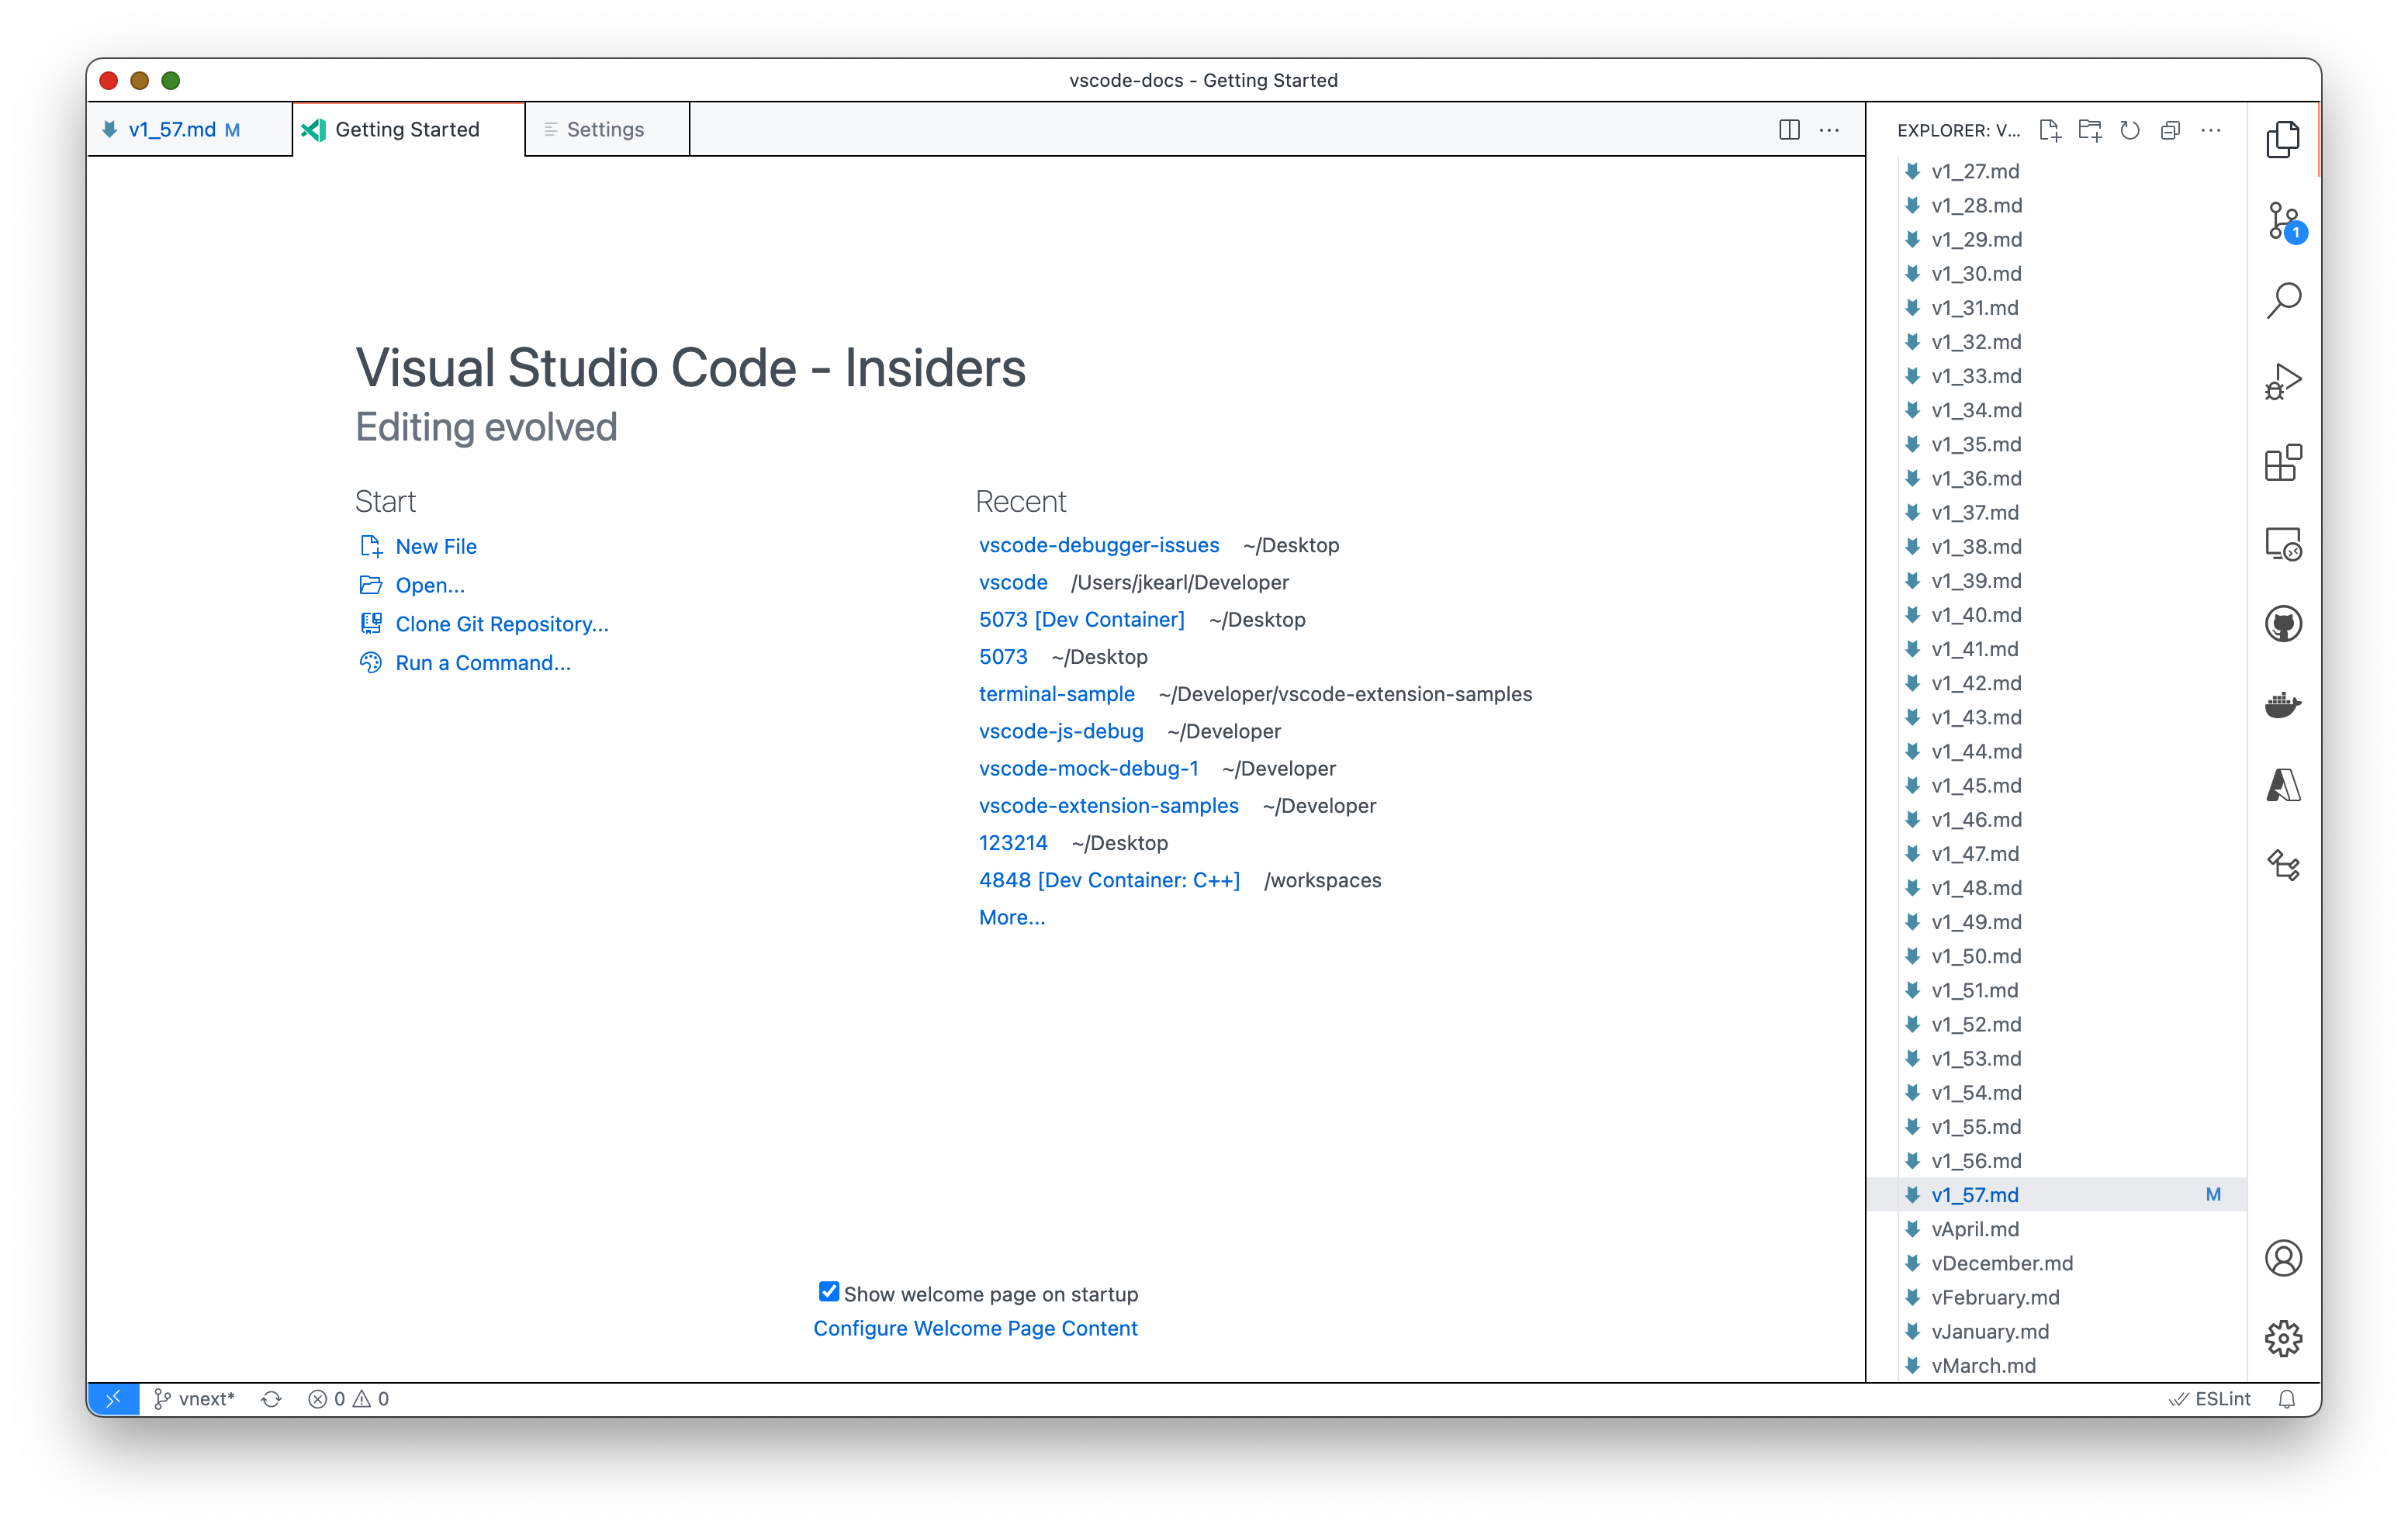 vscode-docs - Getting Started
v1_57.md M
Getting Started
Settings
Visual Studio Code - Insiders
Editing evolved
Start
New File
Open...
Clone Git Repository...
Run a Command...
Recent
vscode-debugger-issues ~/Desktop
vscode /Users/jkearl/Developer
5073 [Dev Container] ~/Desktop
5073 ~/Desktop
terminal-sample ~/Developer/vscode-extension-samples
vscode-js-debug ~/Developer
vscode-mock-debug-1 ~/Developer
vscode-extension-samples ~/Developer
123214 ~/Desktop
4848 [Dev Container: C++] /workspaces
More...
Show welcome page on startup
Configure Welcome Page Content
EXPLORER: V...
v1_27.md
v1_28.md
v1_29.md
v1_30.md
v1_31.md
v1_32.md
v1_33.md
v1_34.md
v1_35.md
v1_36.md
v1_37.md
v1_38.md
v1_39.md
v1_40.md
v1_41.md
v1_42.md
v1_43.md
v1_44.md
v1_45.md
v1_46.md
v1_47.md
v1_48.md
v1_49.md
v1_50.md
v1_51.md
v1_52.md
v1_53.md
v1_54.md
v1_55.md
v1_56.md
v1_57.md M
vApril.md
vDecember.md
vFebruary.md
vJanuary.md
vMarch.md
1
vnext* 0 0
ESLint